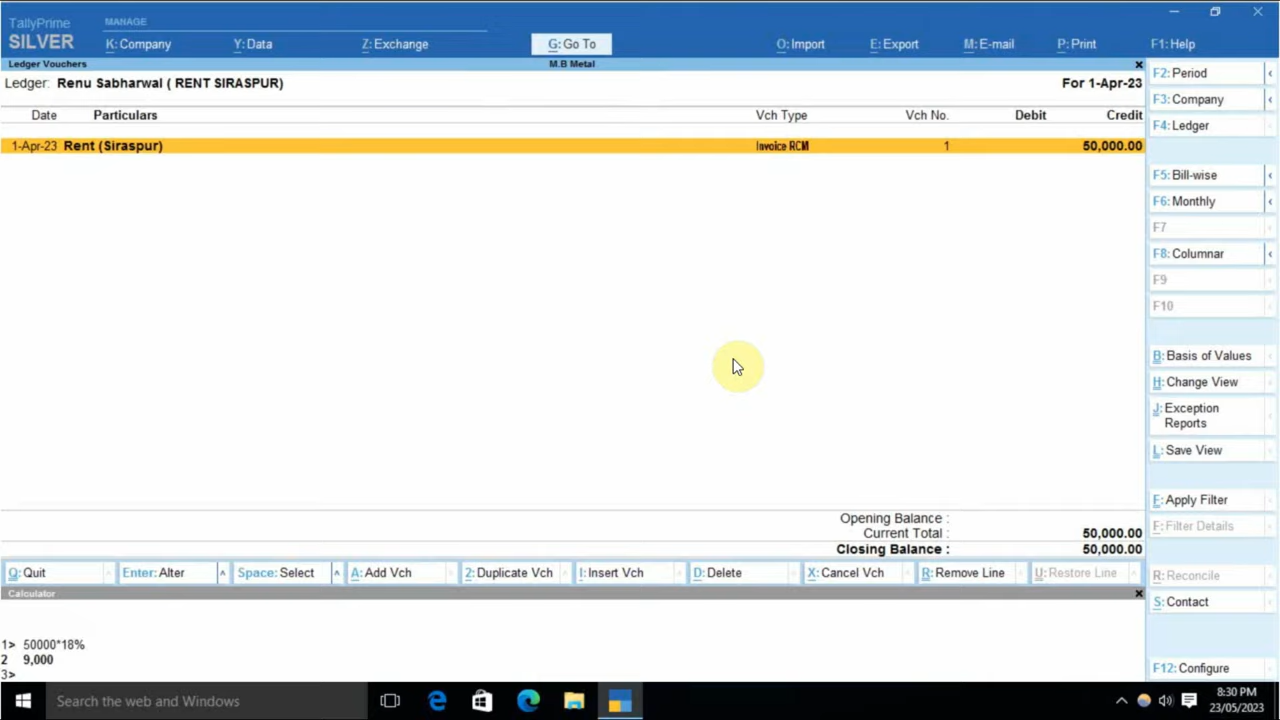 TallyPrime
MANAGE
SILVER
K: Company
Y: Data
Z: Exchange
G: Go To
O: Import
E: Export
M: E-mail
P: Print
F1: Help
Ledger Vouchers
M.B Metal
Ledger: Renu Sabharwal ( RENT SIRASPUR)
For 1-Apr-23
Date Particulars Vch Type Vch No. Debit Credit
1-Apr-23 Rent (Siraspur) Invoice RCM 1 50,000.00
Opening Balance :
Current Total : 50,000.00
Closing Balance : 50,000.00
Q: Quit
Enter: Alter
Space: Select
A: Add Vch
2: Duplicate Vch
I: Insert Vch
D: Delete
X: Cancel Vch
R: Remove Line
U: Restore Line
F2: Period
F3: Company
F4: Ledger
F5: Bill-wise
F6: Monthly
F7
F8: Columnar
F9
F10
B: Basis of Values
H: Change View
J: Exception
Reports
L: Save View
F: Apply Filter
F: Filter Details
R: Reconcile
S: Contact
F12: Configure
Calculator
1> 50000*18%
2 9,000
3>
Search the web and Windows
8:30 PM
23/05/2023